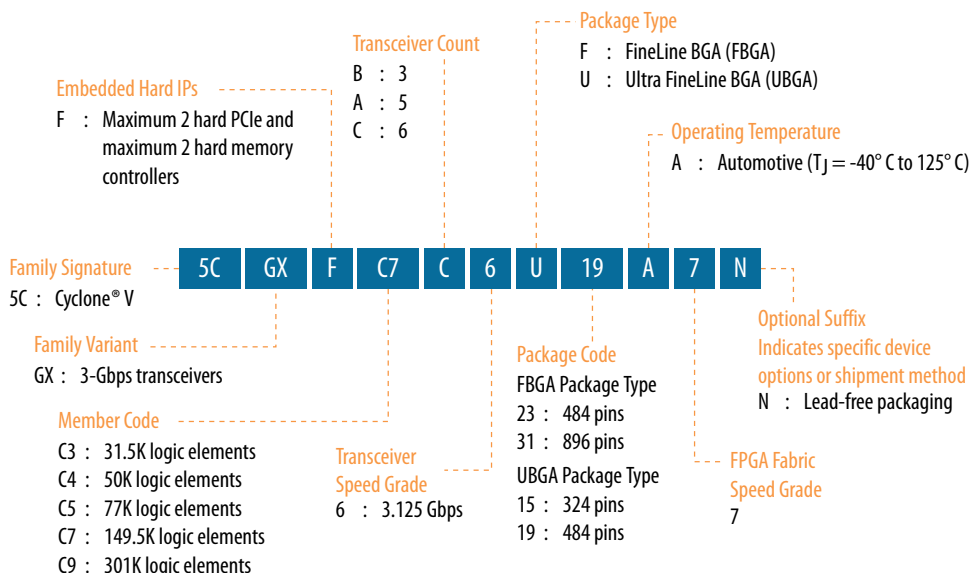 Package Type
F : FineLine BGA (FBGA)
U : Ultra FineLine BGA (UBGA)
Transceiver Count
B : 3
A : 5
C : 6
Embedded Hard IPs
F : Maximum 2 hard PCIe and
maximum 2 hard memory
controllers
Operating Temperature
A : Automotive (TJ = -40° C to 125° C)
5C GX F C7 C 6 U 19 A 7 N
Family Signature
5C : Cyclone® V
Family Variant
GX : 3-Gbps transceivers
Member Code
C3 : 31.5K logic elements
C4 : 50K logic elements
C5 : 77K logic elements
C7 : 149.5K logic elements
C9 : 301K logic elements
Transceiver
Speed Grade
6 : 3.125 Gbps
Package Code
FBGA Package Type
23 : 484 pins
31 : 896 pins
UBGA Package Type
15 : 324 pins
19 : 484 pins
FPGA Fabric
Speed Grade
7
Optional Suffix
Indicates specific device
options or shipment method
N : Lead-free packaging